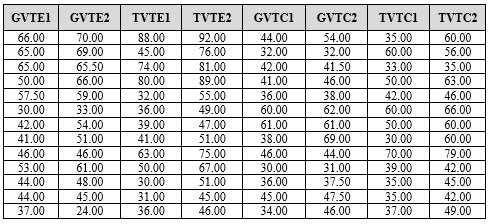 GVTE1 GVTE2 TVTE1 TVTE2 GVTC1 GVTC2 TVTC1 TVTC2
66.00 70.00 88.00 92.00 44.00 54.00 35.00 60.00
65.00 69.00 45.00 76.00 32.00 32.00 60.00 56.00
65.00 65.50 74.00 81.00 42.00 41.50 33.00 35.00
50.00 66.00 80.00 89.00 41.00 46.00 50.00 63.00
57.50 59.00 32.00 55.00 36.00 38.00 42.00 46.00
30.00 33.00 36.00 49.00 60.00 62.00 60.00 66.00
42.00 54.00 39.00 47.00 61.00 61.00 50.00 60.00
41.00 51.00 41.00 51.00 38.00 69.00 30.00 60.00
46.00 46.00 63.00 75.00 46.00 44.00 70.00 79.00
53.00 61.00 50.00 67.00 30.00 31.00 39.00 42.00
44.00 48.00 30.00 51.00 36.00 37.50 35.00 45.00
44.00 45.00 31.00 45.00 45.00 47.50 35.00 42.00
37.00 24.00 36.00 46.00 34.00 46.00 37.00 49.00